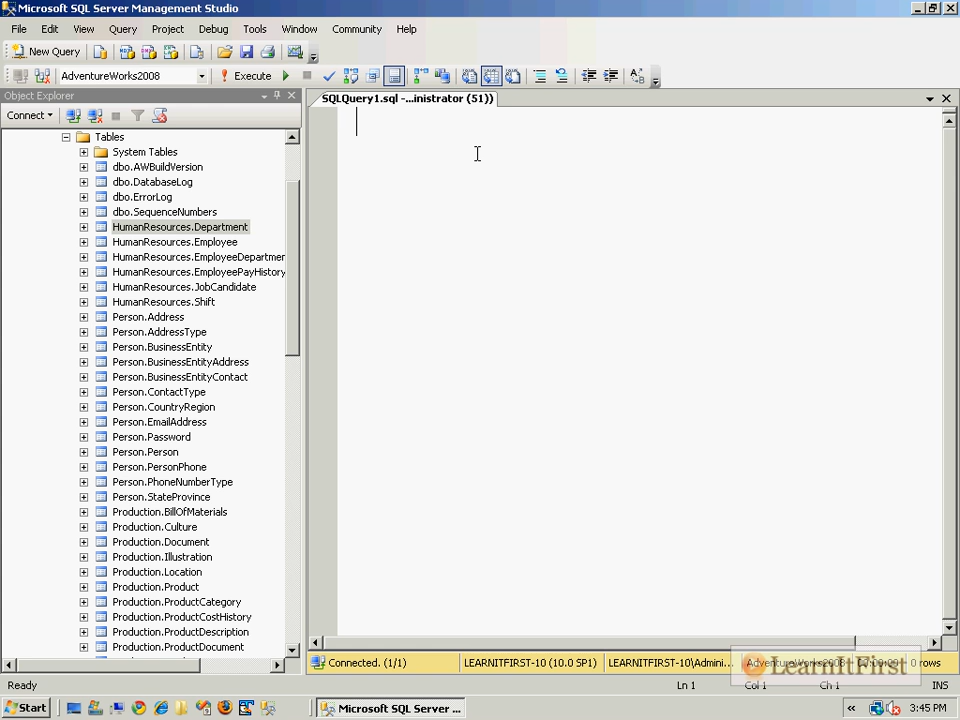 Microsoft SQL Server Management Studio
File Edit View Query Project Debug Tools Window Community Help
New Query
AdventureWorks2008 Execute
Object Explorer
SQLQuery1.sql -...inistrator (51))
Connect
Tables
System Tables
dbo.AWBuildVersion
dbo.DatabaseLog
dbo.ErrorLog
dbo.SequenceNumbers
HumanResources.Department
HumanResources.Employee
HumanResources.EmployeeDepartmer
HumanResources.EmployeePayHistory
HumanResources.JobCandidate
HumanResources.Shift
Person.Address
Person.AddressType
Person.BusinessEntity
Person.BusinessEntityAddress
Person.BusinessEntityContact
Person.ContactType
Person.CountryRegion
Person.EmailAddress
Person.Password
Person.Person
Person.PersonPhone
Person.PhoneNumberType
Person.StateProvince
Production.BillOfMaterials
Production.Culture
Production.Document
Production.Illustration
Production.Location
Production.Product
Production.ProductCategory
Production.ProductCostHistory
Production.ProductDescription
Production.ProductDocument
Connected. (1/1) LEARNITFIRST-10 (10.0 SP1) LEARNITFIRST-10\Admini... AdventureWorks2008 00:00:00 0 rows
LearnItFirst
Ready Ln 1 Col 1 Ch 1 INS
Start Microsoft SQL Server ... 3:45 PM